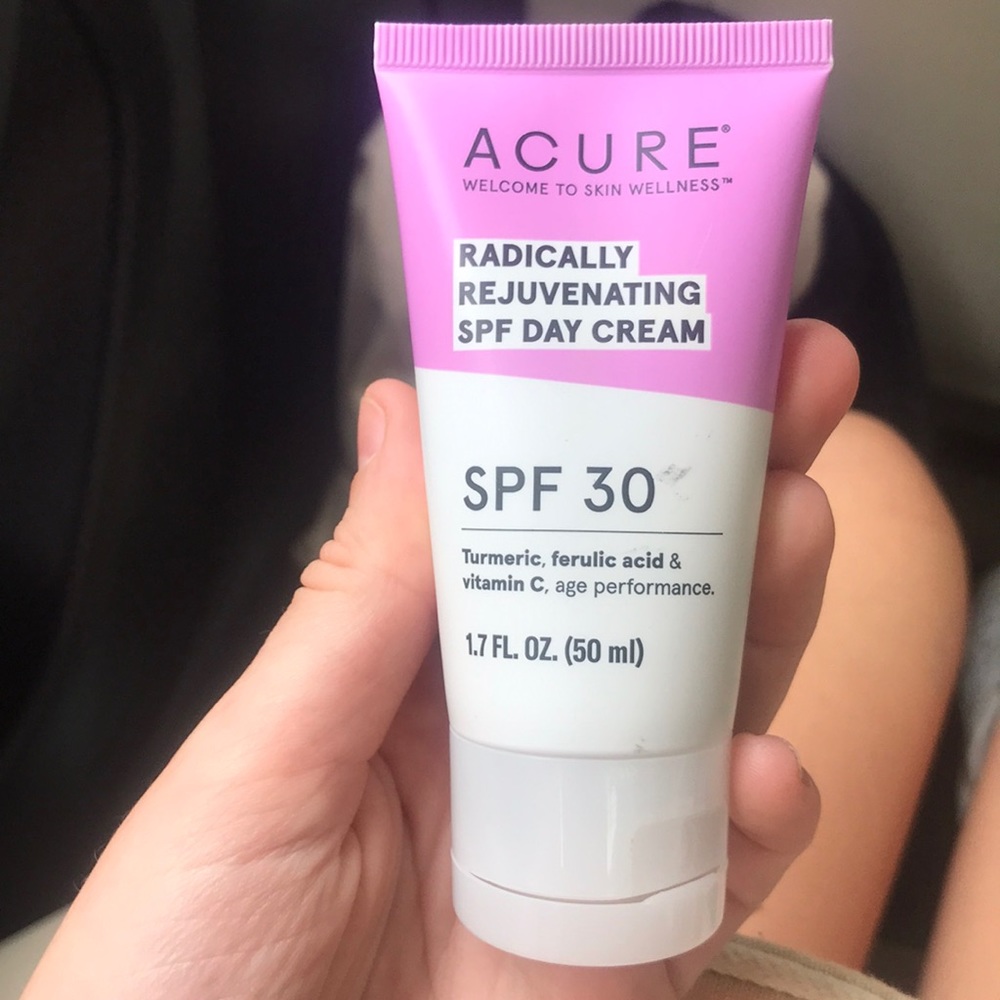 ACURE®
WELCOME TO SKIN WELLNESS™
RADICALLY
REJUVENATING
SPF DAY CREAM
SPF 30
Turmeric, ferulic acid &
vitamin C, age performance.
1.7 FL. OZ. (50 ml)